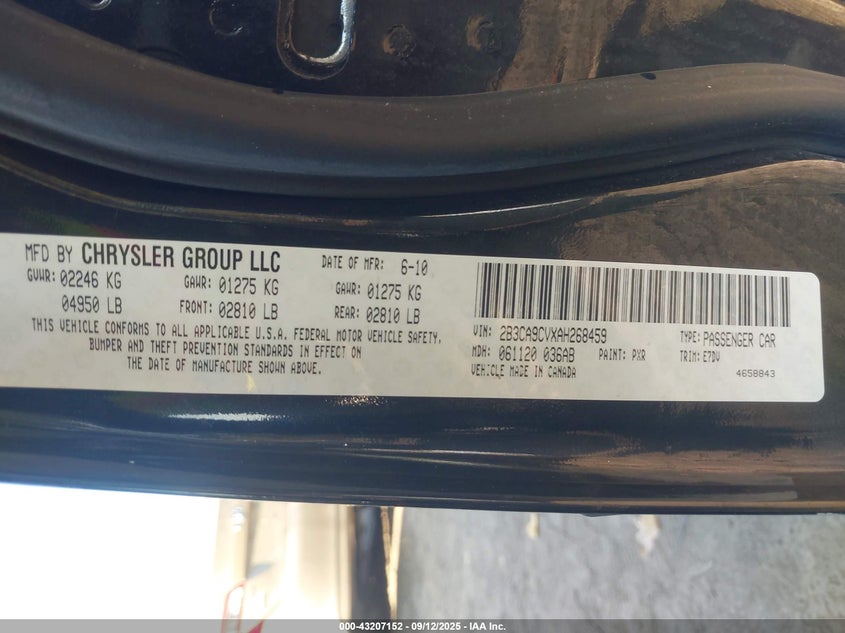 MFD BY CHRYSLER GROUP LLC
DATE OF MFR: 6-10
GVWR: 02246 KG GAWR: 01275 KG GAWR: 01275 KG
04950 LB FRONT: 02810 LB REAR: 02810 LB
THIS VEHICLE CONFORMS TO ALL APPLICABLE U.S.A. FEDERAL MOTOR VEHICLE SAFETY,
BUMPER AND THEFT PREVENTION STANDARDS IN EFFECT ON
THE DATE OF MANUFACTURE SHOWN ABOVE.
VIN: 2B3CA9CVXAH268459 TYPE: PASSENGER CAR
MDH: 061120 036AB PAINT: PXR TRIM: E7DV
VEHICLE MADE IN CANADA 4658843
000-43207152 - 09/12/2025 - IAA Inc.